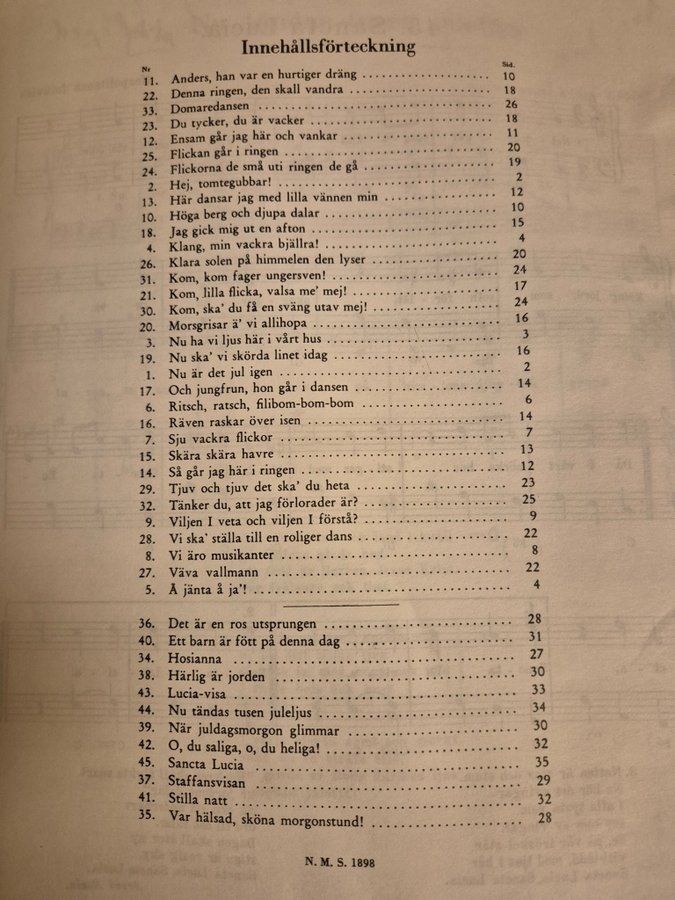 Innehållsförteckning
Nr Sid.
11. Anders, han var en hurtiger dräng 10
22. Denna ringen, den skall vandra 18
33. Domaredansen 26
23. Du tycker, du är vacker 18
12. Ensam går jag här och vankar 11
25. Flickan går i ringen 20
24. Flickorna de små uti ringen de gå 19
2. Hej, tomtegubbar! 2
13. Här dansar jag med lilla vännen min 12
10. Höga berg och djupa dalar 10
18. Jag gick mig ut en afton 15
4. Klang, min vackra bjällra! 4
26. Klara solen på himmelen den lyser 20
31. Kom, kom fager ungersven! 24
21. Kom, lilla flicka, valsa me' mej! 17
30. Kom, ska' du få en sväng utav mej! 24
20. Morsgrisar ä' vi allihopa 16
3. Nu ha vi ljus här i vårt hus 3
19. Nu ska' vi skörda linet idag 16
1. Nu är det jul igen 2
17. Och jungfrun, hon går i dansen 14
6. Ritsch, ratsch, filibom-bom-bom 6
16. Räven raskar över isen 14
7. Sju vackra flickor 7
15. Skära skära havre 13
14. Så går jag här i ringen 12
29. Tjuv och tjuv det ska' du heta 23
32. Tänker du, att jag förlorader är? 25
9. Viljen I veta och viljen I förstå? 9
28. Vi ska' ställa till en roliger dans 22
8. Vi äro musikanter 8
27. Väva vallmann 22
5. Å jänta å ja'! 4
36. Det är en ros utsprungen 28
40. Ett barn är fött på denna dag 31
34. Hosianna 27
38. Härlig är jorden 30
43. Lucia-visa 33
44. Nu tändas tusen juleljus 34
39. När juldagsmorgon glimmar 30
42. O, du saliga, o, du heliga! 32
45. Sancta Lucia 35
37. Staffansvisan 29
41. Stilla natt 32
35. Var hälsad, sköna morgonstund! 28
N. M. S. 1898